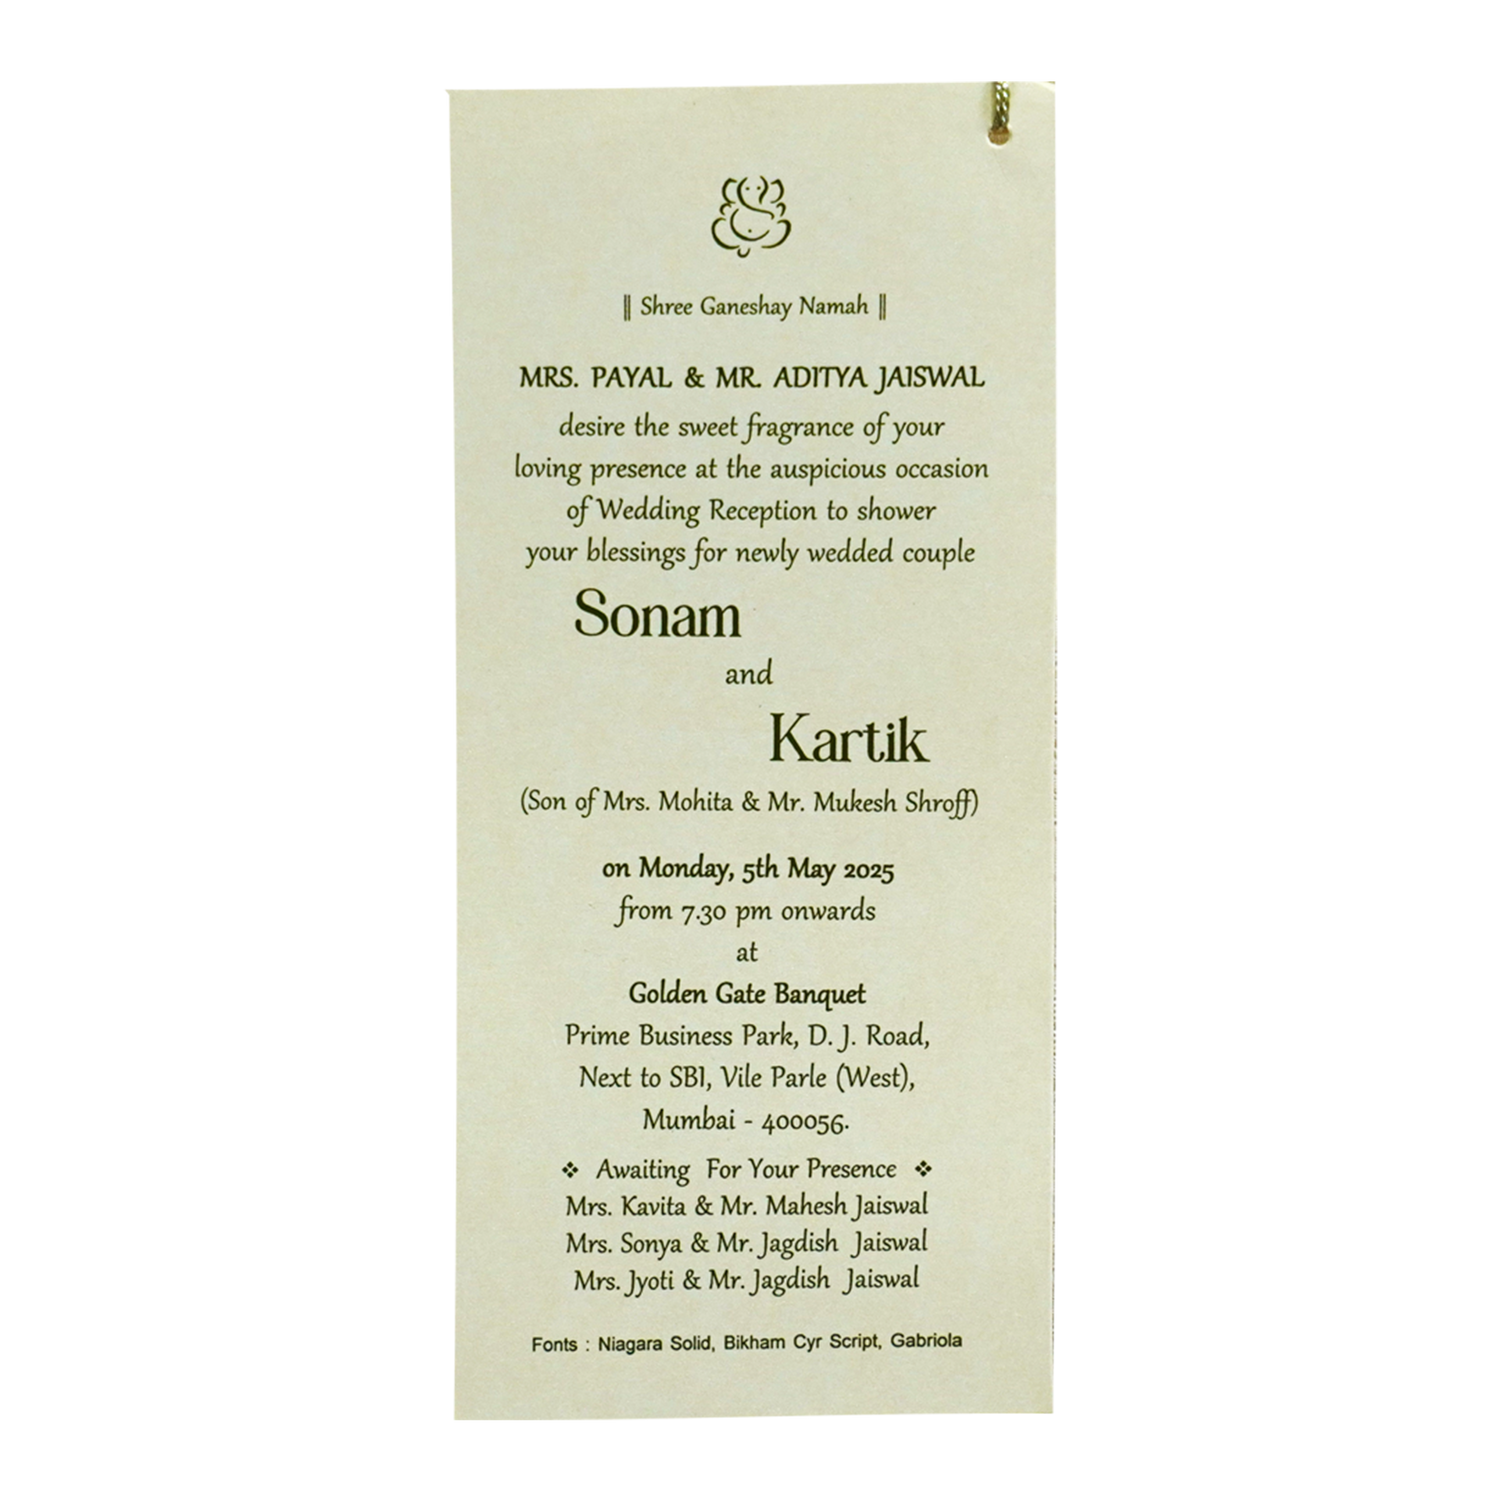 ‖ Shree Ganeshay Namah ‖
MRS. PAYAL & MR. ADITYA JAISWAL
desire the sweet fragrance of your
loving presence at the auspicious occasion
of Wedding Reception to shower
your blessings for newly wedded couple
Sonam
and
Kartik
(Son of Mrs. Mohita & Mr. Mukesh Shroff)
on Monday, 5th May 2025
from 7.30 pm onwards
at
Golden Gate Banquet
Prime Business Park, D. J. Road,
Next to SBI, Vile Parle (West),
Mumbai - 400056.
❖ Awaiting For Your Presence ❖
Mrs. Kavita & Mr. Mahesh Jaiswal
Mrs. Sonya & Mr. Jagdish Jaiswal
Mrs. Jyoti & Mr. Jagdish Jaiswal
Fonts : Niagara Solid, Bikham Cyr Script, Gabriola